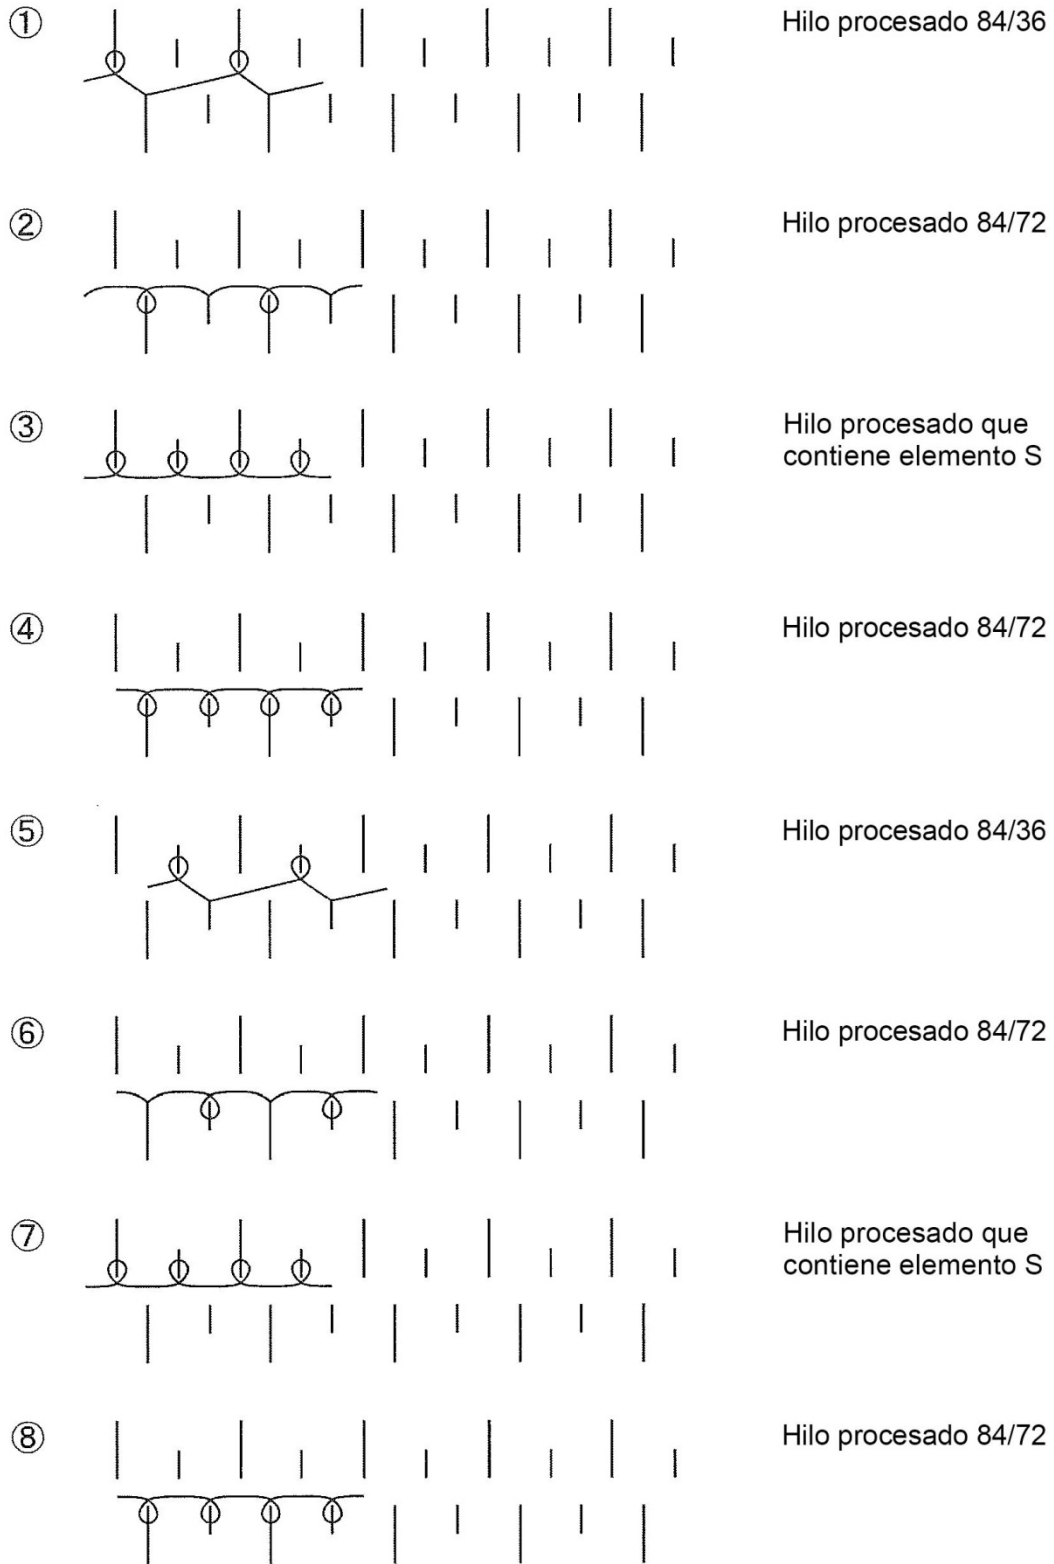 ① Hilo procesado 84/36
② Hilo procesado 84/72
③ Hilo procesado que
contiene elemento S
④ Hilo procesado 84/72
⑤ Hilo procesado 84/36
⑥ Hilo procesado 84/72
⑦ Hilo procesado que
contiene elemento S
⑧ Hilo procesado 84/72